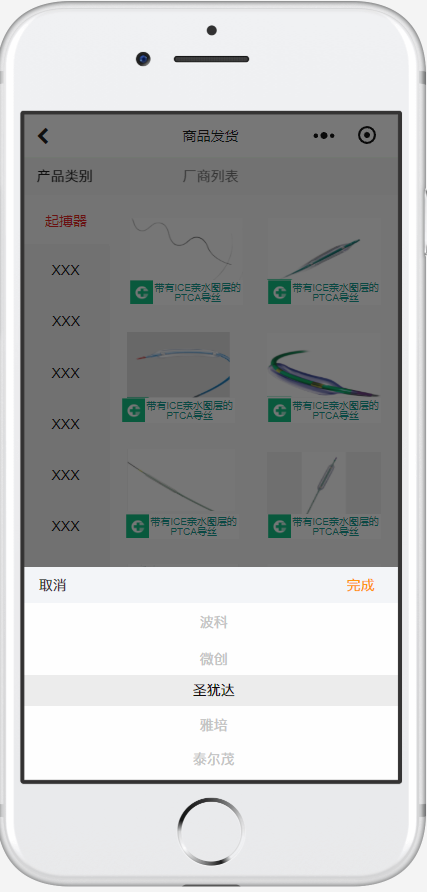 商品发货
产品类别
厂商列表
起搏器
XXX
XXX
XXX
XXX
XXX
XXX
带有ICE亲水图层的
PTCA导丝
带有ICE亲水图层的
PTCA导丝
带有ICE亲水图层的
PTCA导丝
带有ICE亲水图层的
PTCA导丝
带有ICE亲水图层的
PTCA导丝
带有ICE亲水图层的
PTCA导丝
取消
完成
波科
微创
圣犹达
雅培
泰尔茂